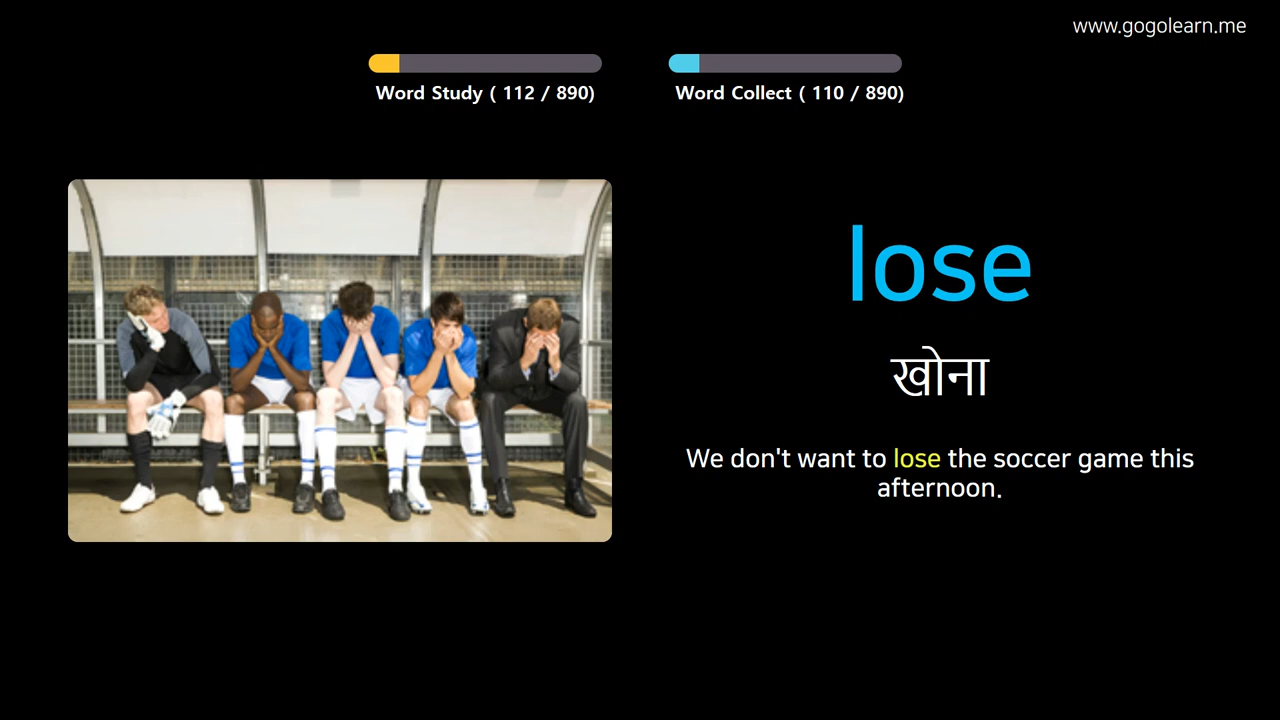 www.gogolearn.me
Word Study ( 112 / 890)
Word Collect ( 110 / 890)
lose
खोना
We don't want to lose the soccer game this
afternoon.